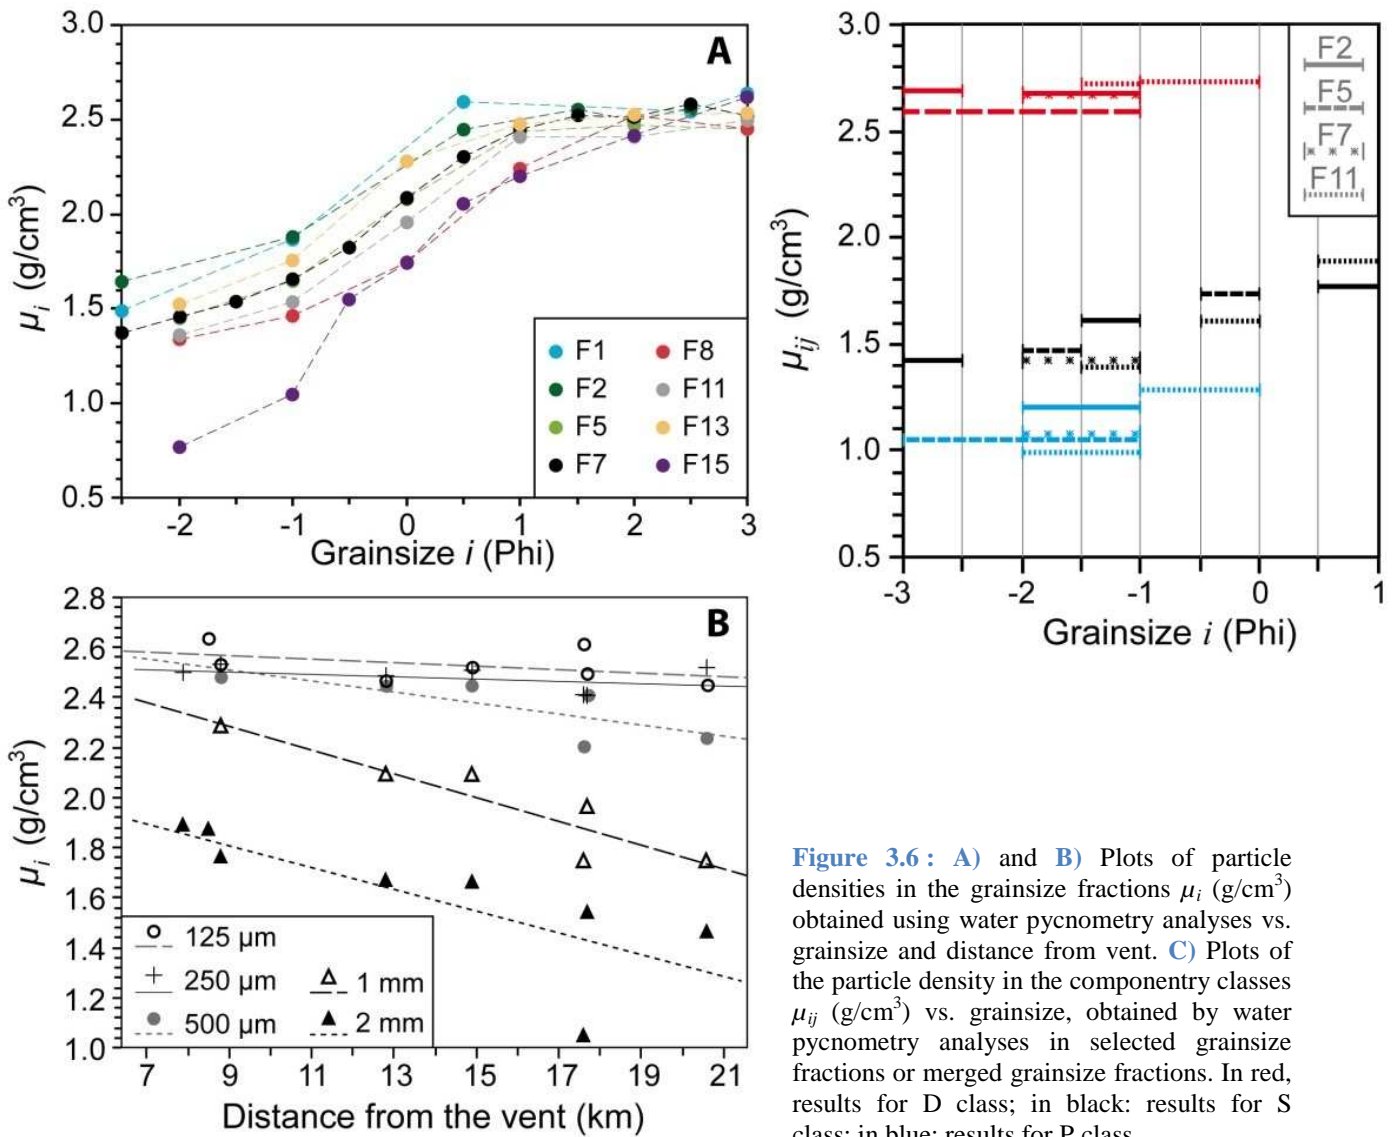 3.0
2.5
2.0
1.5
1.0
0.5
μi (g/cm3)
A
F1
F2
F5
F7
F8
F11
F13
F15
-2
-1
0
1
2
3
Grainsize i (Phi)
3.0
2.5
2.0
1.5
1.0
0.5
μij (g/cm3)
F2
F5
F7
F11
-3
-2
-1
0
1
Grainsize i (Phi)
2.8
2.6
2.4
2.2
2.0
1.8
1.6
1.4
1.2
1.0
μi (g/cm3)
B
125 μm
250 μm
500 μm
1 mm
2 mm
7
9
11
13
15
17
19
21
Distance from the vent (km)
Figure 3.6 : A) and B) Plots of particle
densities in the grainsize fractions μi (g/cm3)
obtained using water pycnometry analyses vs.
grainsize and distance from vent. C) Plots of
the particle density in the componentry classes
μij (g/cm3) vs. grainsize, obtained by water
pycnometry analyses in selected grainsize
fractions or merged grainsize fractions. In red,
results for D class; in black: results for S
class; in blue: results for P class